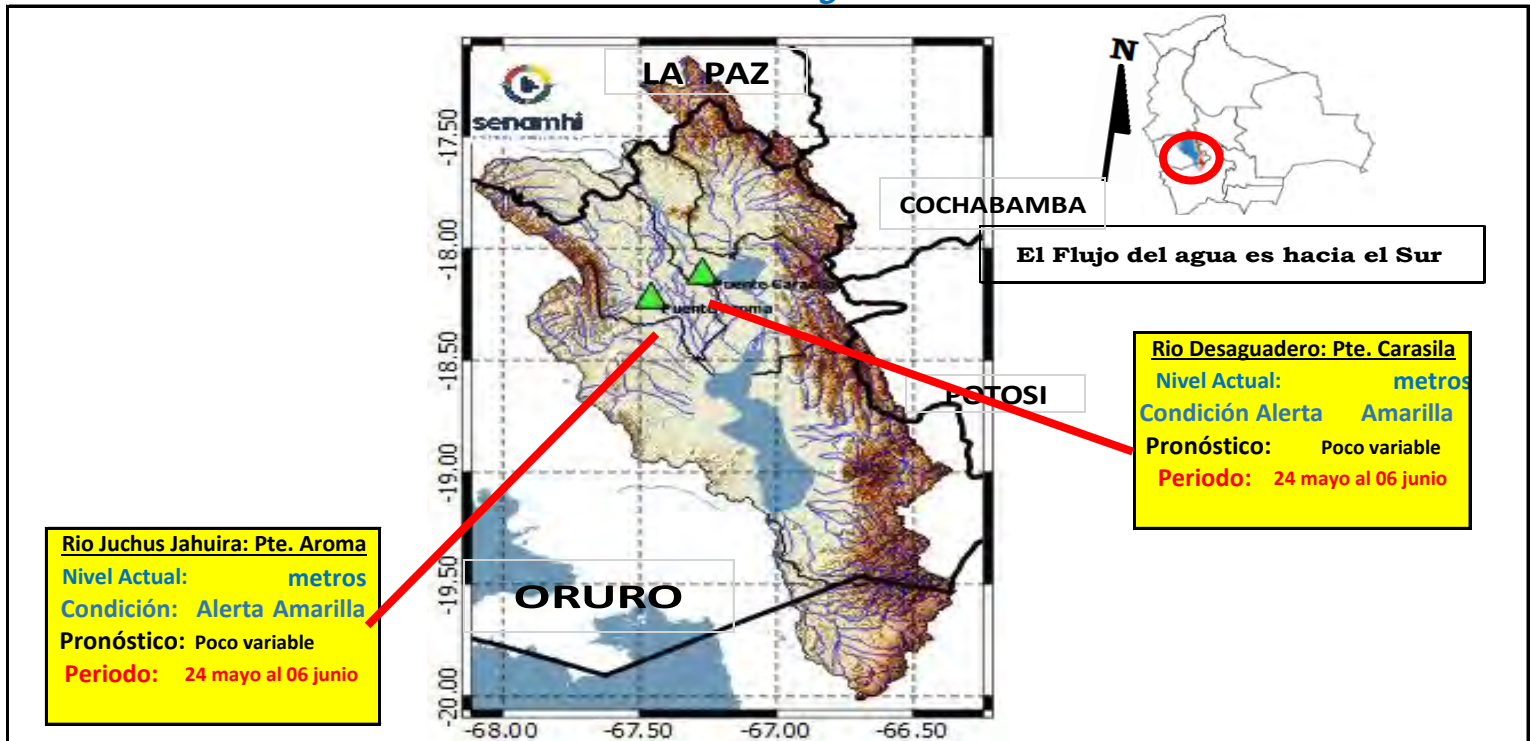 LA PAZ
senamhi
N
COCHABAMBA
El Flujo del agua es hacia el Sur
-17.50
-18.00
-18.50
-19.00
-19.50
-20.00
Puente
Puente
POTOSI
Rio Desaguadero: Pte. Carasila
Nivel Actual: metros
Condición Alerta Amarilla
Pronóstico: Poco variable
Periodo: 24 mayo al 06 junio
Rio Juchus Jahuira: Pte. Aroma
Nivel Actual: metros
Condición: Alerta Amarilla
Pronóstico: Poco variable
Periodo: 24 mayo al 06 junio
ORURO
-68.00 -67.50 -67.00 -66.50